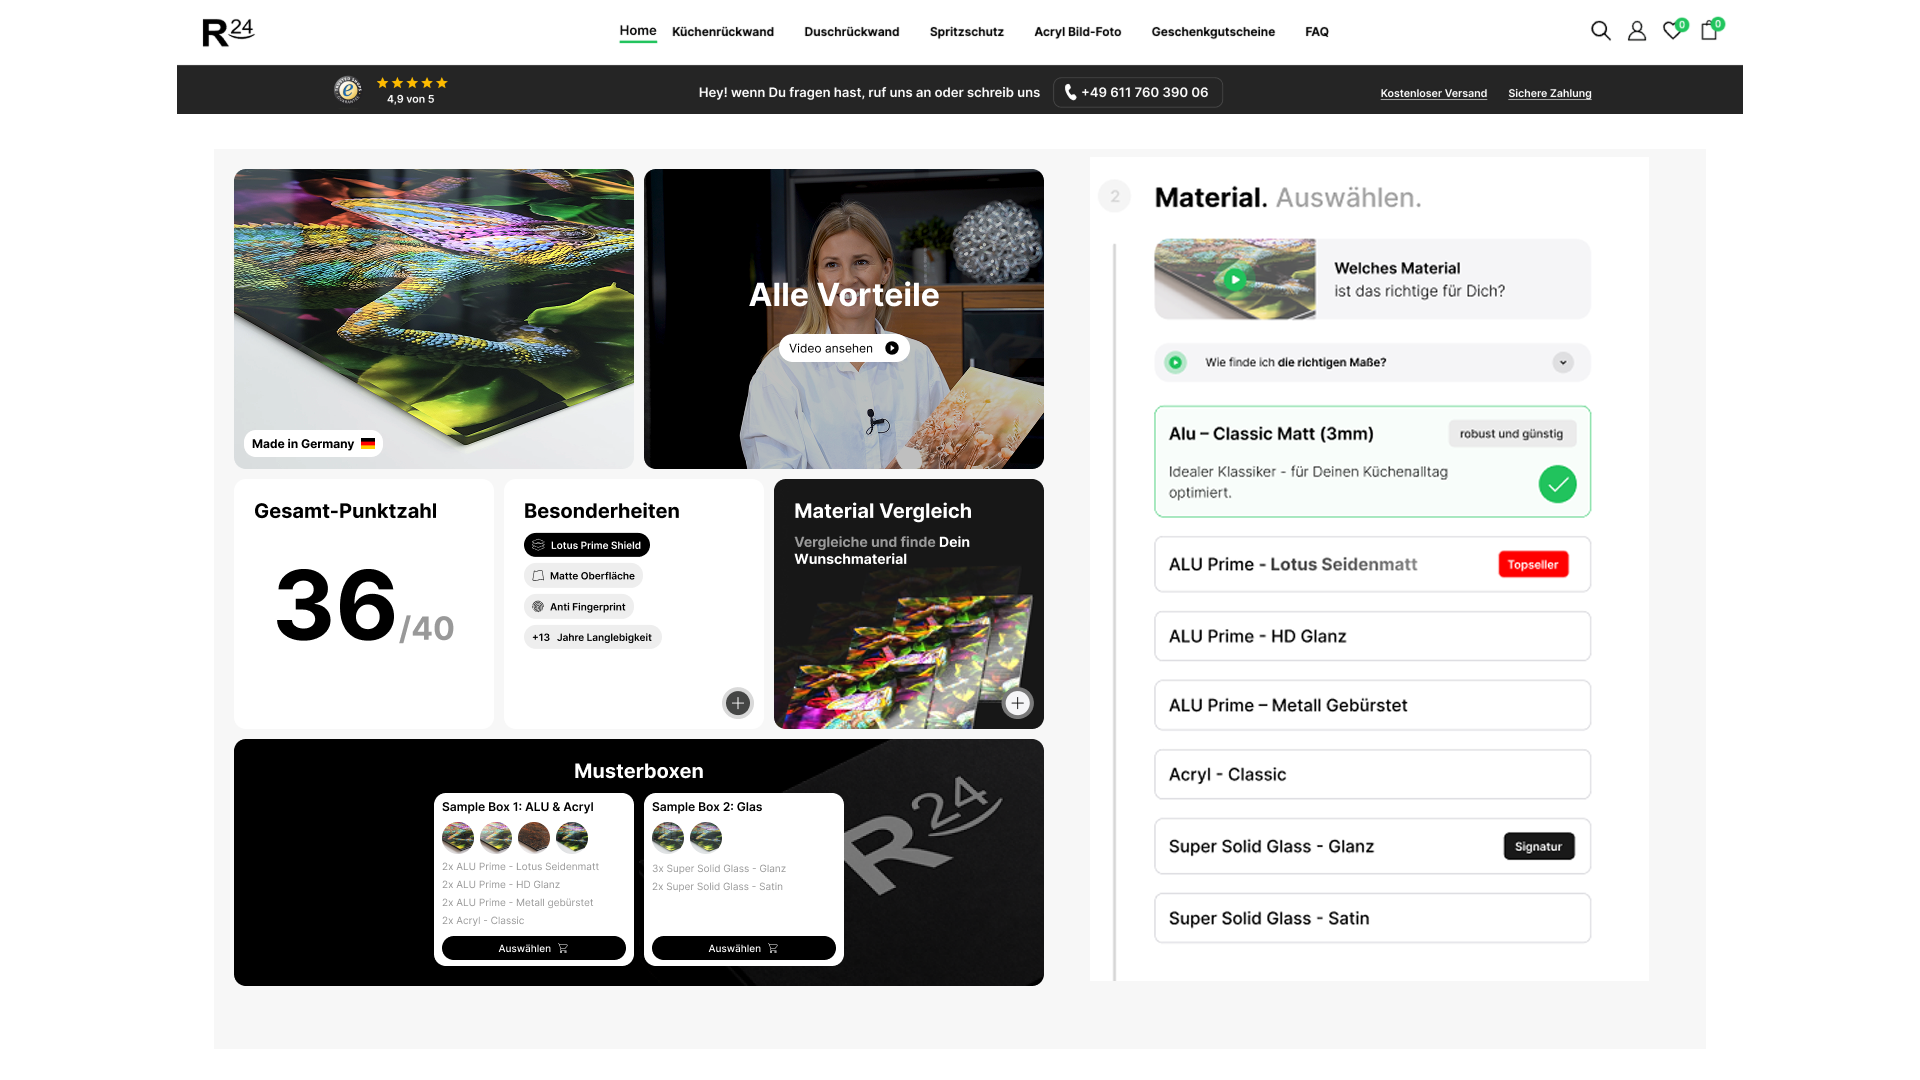 R24
Home
Küchenrückwand
Duschrückwand
Spritzschutz
Acryl Bild-Foto
Geschenkgutscheine
FAQ
0
0
4,9 von 5
Hey! wenn Du fragen hast, ruf uns an oder schreib uns
+49 611 760 390 06
Kostenloser Versand
Sichere Zahlung
Made in Germany
Alle Vorteile
Video ansehen
Gesamt-Punktzahl
36/40
Besonderheiten
Lotus Prime Shield
Matte Oberfläche
Anti Fingerprint
+13 Jahre Langlebigkeit
Material Vergleich
Vergleiche und finde Dein
Wunschmaterial
Musterboxen
Sample Box 1: ALU & Acryl
2x ALU Prime - Lotus Seidenmatt
2x ALU Prime - HD Glanz
2x ALU Prime - Metall gebürstet
2x Acryl - Classic
Auswählen
Sample Box 2: Glas
3x Super Solid Glass - Glanz
2x Super Solid Glass - Satin
Auswählen
R24
2
Material. Auswählen.
Welches Material
ist das richtige für Dich?
Wie finde ich die richtigen Maße?
Alu – Classic Matt (3mm)
robust und günstig
Idealer Klassiker - für Deinen Küchenalltag
optimiert.
ALU Prime - Lotus Seidenmatt
Topseller
ALU Prime - HD Glanz
ALU Prime – Metall Gebürstet
Acryl - Classic
Super Solid Glass - Glanz
Signatur
Super Solid Glass - Satin